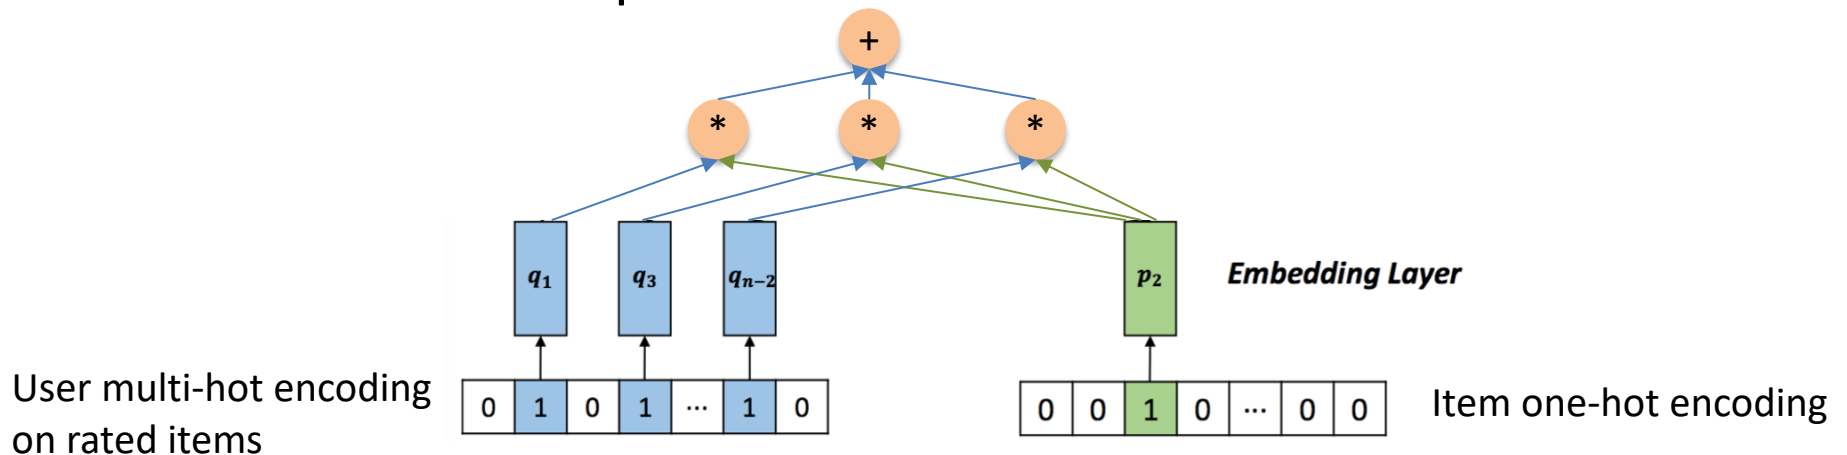 +
* * *
q₁ q₃ qₙ₋₂ p₂ Embedding Layer
User multi-hot encoding
on rated items
0 1 0 1 ... 1 0
0 0 1 0 ... 0 0
Item one-hot encoding